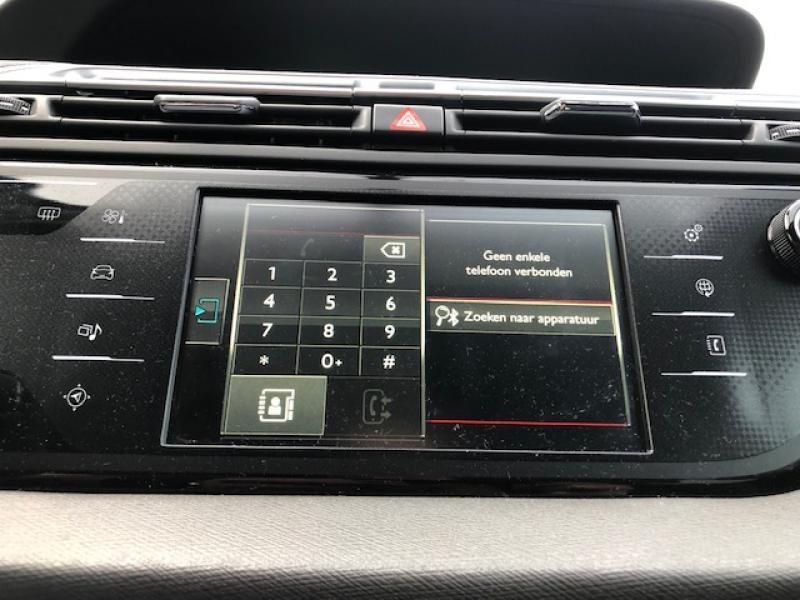 1 2 3
4 5 6
7 8 9
* 0+ #
Geen enkele
telefoon verbonden
Zoeken naar apparatuur